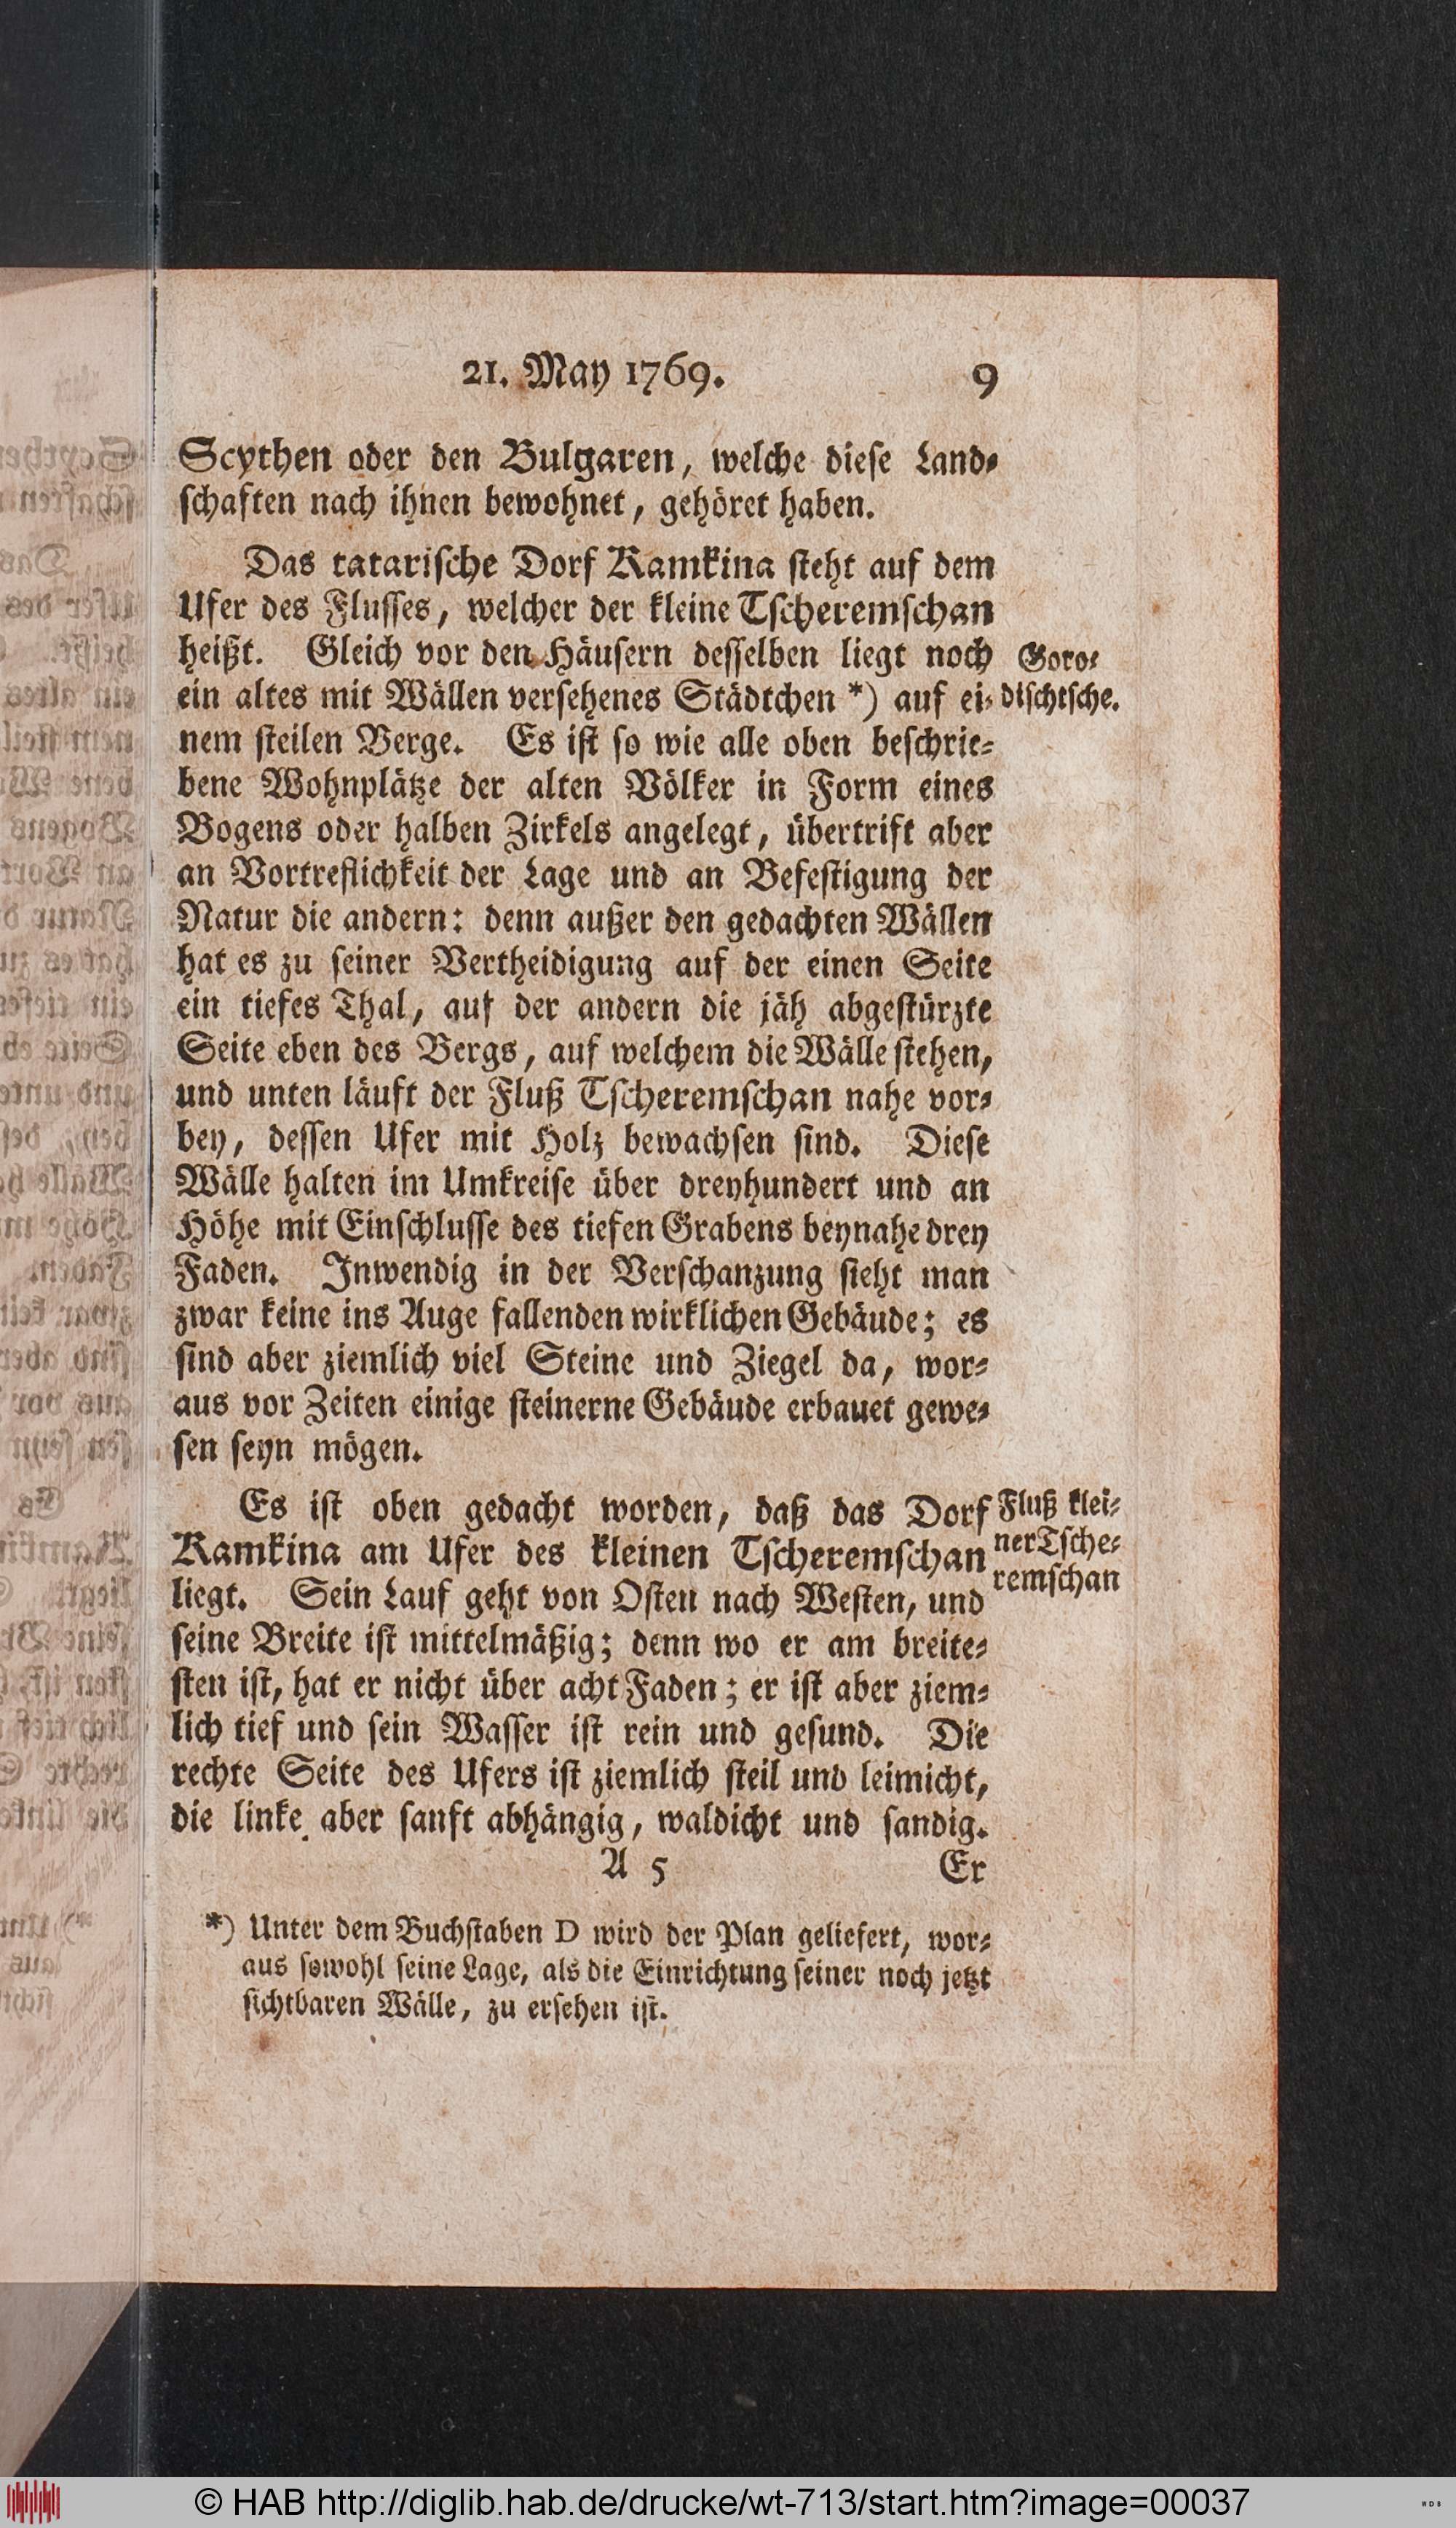 21. May 1769. 9
Scythen oder den Bulgaren, welche dieſe Land⸗
ſchaften nach ihnen bewohnet, gehöret haben.
Das tatariſche Dorf Kamkina ſteht auf dem
Ufer des Fluſſes, welcher der kleine Tſcheremſchan
heißt. Gleich vor den Häuſern deſſelben liegt noch
ein altes mit Wällen verſehenes Städtchen *) auf ei⸗
Goro⸗
diſchtſche.
nem ſteilen Berge. Es iſt ſo wie alle oben beſchrie⸗
bene Wohnplätze der alten Völker in Form eines
Bogens oder halben Zirkels angelegt, übertrift aber
an Vortreflichkeit der Lage und an Befeſtigung der
Natur die andern: denn außer den gedachten Wällen
hat es zu ſeiner Vertheidigung auf der einen Seite
ein tiefes Thal, auf der andern die jäh abgeſtürzte
Seite eben des Bergs, auf welchem die Wälle ſtehen,
und unten läuft der Fluß Tſcheremſchan nahe vor⸗
bey, deſſen Ufer mit Holz bewachſen ſind. Dieſe
Wälle halten im Umkreiſe über dreyhundert und an
Höhe mit Einſchluſſe des tiefen Grabens beynahe drey
Faden. Inwendig in der Verſchanzung ſieht man
zwar keine ins Auge fallenden wirklichen Gebäude; es
ſind aber ziemlich viel Steine und Ziegel da, wor⸗
aus vor Zeiten einige ſteinerne Gebäude erbauet gewe⸗
ſen ſeyn mögen.
Es iſt oben gedacht worden, daß das Dorf
Kamkina am Ufer des kleinen Tſcheremſchan
liegt. Sein Lauf geht von Oſten nach Weſten, und
Fluß klei⸗
ner Tſche⸗
remſchan
ſeine Breite iſt mittelmäßig; denn wo er am breite⸗
ſten iſt, hat er nicht über acht Faden; er iſt aber ziem⸗
lich tief und ſein Waſſer iſt rein und geſund. Die
rechte Seite des Ufers iſt ziemlich ſteil und leimicht,
die linke aber ſanft abhängig, waldicht und ſandig.
A 5 Er
*) Unter dem Buchſtaben D wird der Plan geliefert, wor⸗
aus ſowohl ſeine Lage, als die Einrichtung ſeiner noch jetzt
ſichtbaren Wälle, zu erſehen iſt.
© HAB http://diglib.hab.de/drucke/wt-713/start.htm?image=00037